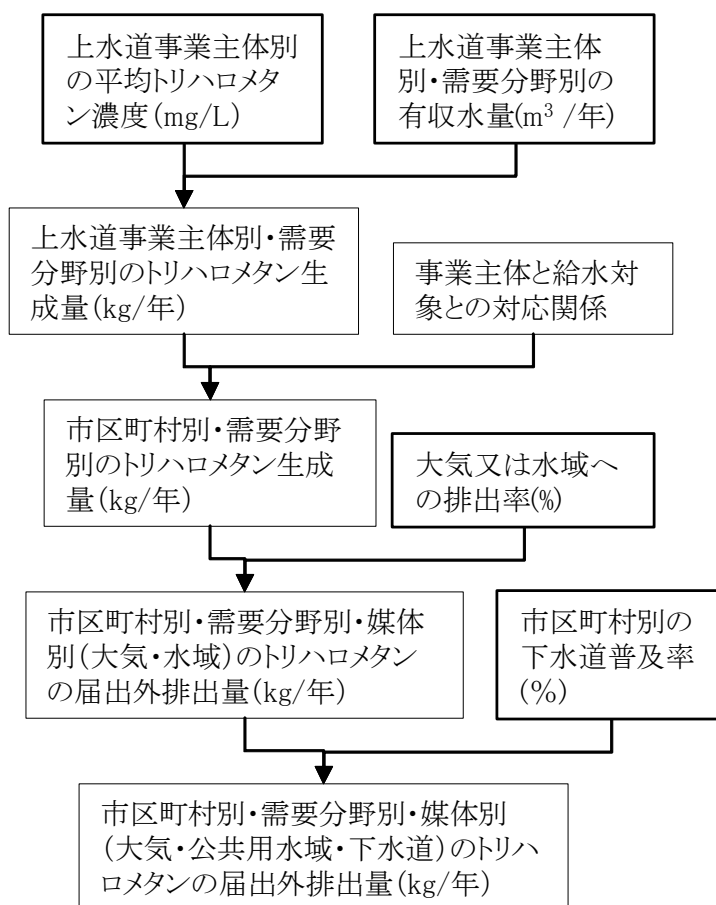 上水道事業主体別
の平均トリハロメタ
ン濃度(mg/L)
上水道事業主体
別・需要分野別の
有収水量(m³ /年)
上水道事業主体別・需要
分野別のトリハロメタン生
成量(kg/年)
事業主体と給水対
象との対応関係
市区町村別・需要分野
別のトリハロメタン生成
量(kg/年)
大気又は水域へ
の排出率(%)
市区町村別・需要分野別・媒体
別(大気・水域)のトリハロメタン
の届出外排出量(kg/年)
市区町村別の
下水道普及率
(%)
市区町村別・需要分野別・媒体別
(大気・公共用水域・下水道)のトリハ
ロメタンの届出外排出量(kg/年)